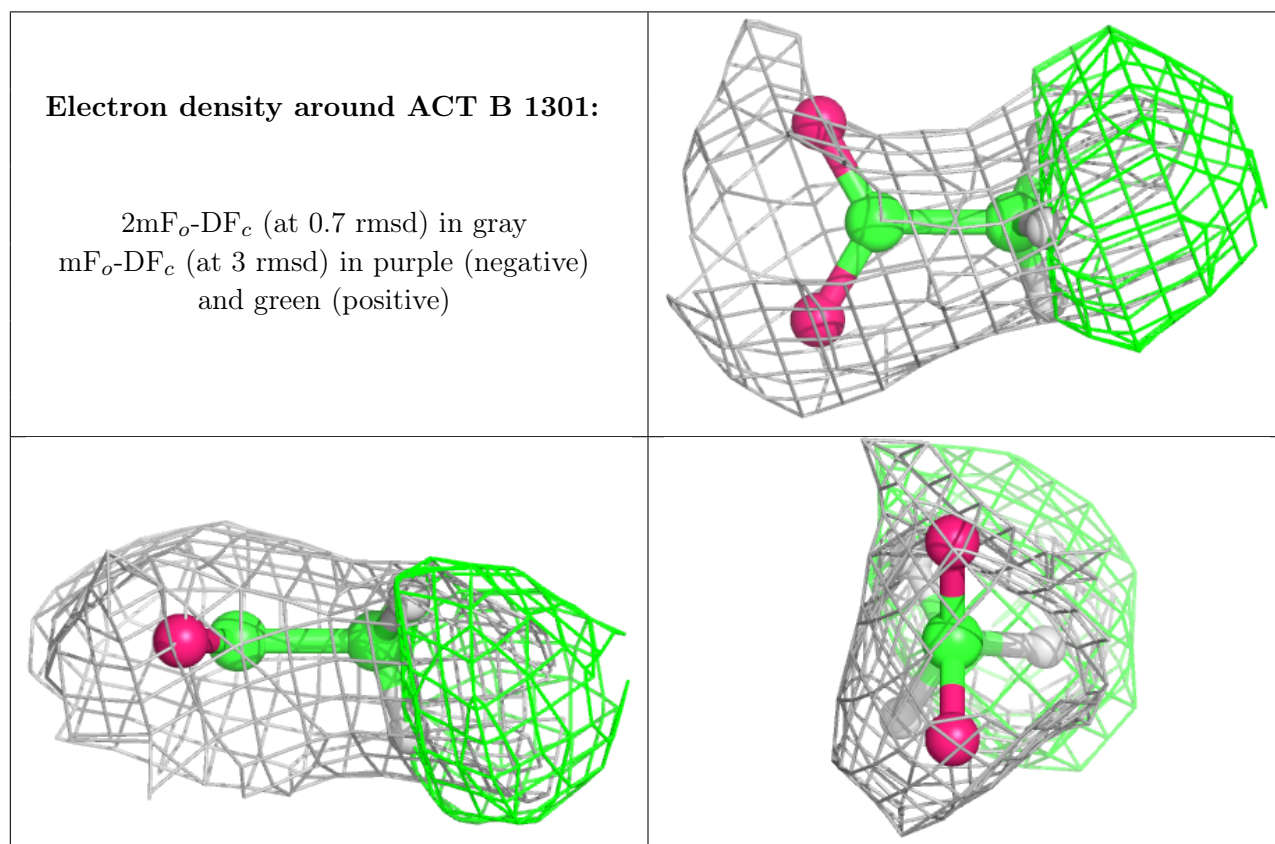 Electron density around ACT B 1301:
2mFo-DFc (at 0.7 rmsd) in gray
mFo-DFc (at 3 rmsd) in purple (negative)
and green (positive)